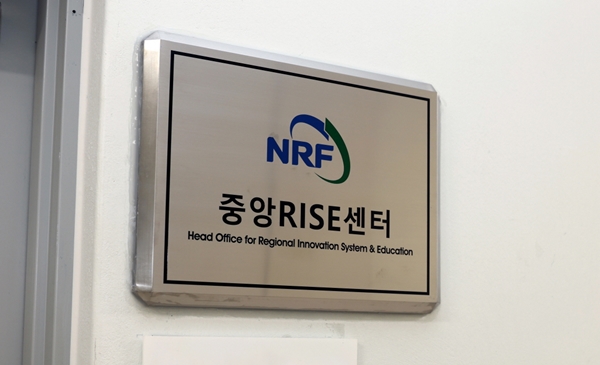 NRF
중앙RISE센터
Head Office for Regional Innovation System & Education